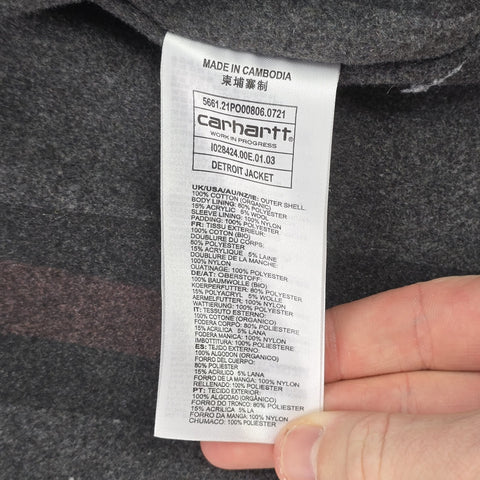 MADE IN CAMBODIA
柬埔寨制
5661.21PO00806.0721
carhartt
WORK IN PROGRESS
I028424.00E.01.03
DETROIT JACKET
UK/USA/AU/NZ/IE: OUTER SHELL:
100% COTTON (ORGANIC)
BODY LINING: 80% POLYESTER
15% ACRYLIC 5% WOOL
SLEEVE LINING: 100% NYLON
PADDING: 100% POLYESTER
FR: TISSU EXTERIEUR:
100% COTON (BIO)
DOUBLURE DU CORPS:
80% POLYESTER
15% ACRYLIQUE 5% LAINE
DOUBLURE DE LA MANCHE:
100% NYLON
OUATINAGE: 100% POLYESTER
DE/AT: OBERSTOFF:
100% BAUMWOLLE (BIO)
KOERPERFUTTER: 80% POLYESTER
15% POLYACRYL 5% WOLLE
AERMELFUTTER: 100% NYLON
WATTIERUNG: 100% POLYESTER
IT: TESSUTO ESTERNO:
100% COTONE (ORGANICO)
FODERA CORPO: 80% POLIESTERE
15% ACRILICA 5% LANA
FODERA MANICA: 100% NYLON
IMBOTTITURA: 100% POLIESTERE
ES: TEJIDO EXTERNO:
100% ALGODON (ORGANICO)
FORRO DEL CUERPO:
80% POLIESTER
15% ACRILICO 5% LANA
FORRO DE LA MANGA: 100% NYLON
RELLENADO: 100% POLIESTER
PT: TECIDO EXTERIOR:
100% ALGODAO (ORGÂNICO)
FORRO DO TRONCO: 80% POLIESTER
15% ACRILICO 5% LA
FORRO DA MANGA: 100% NYLON
CHUMACO: 100% POLIESTER